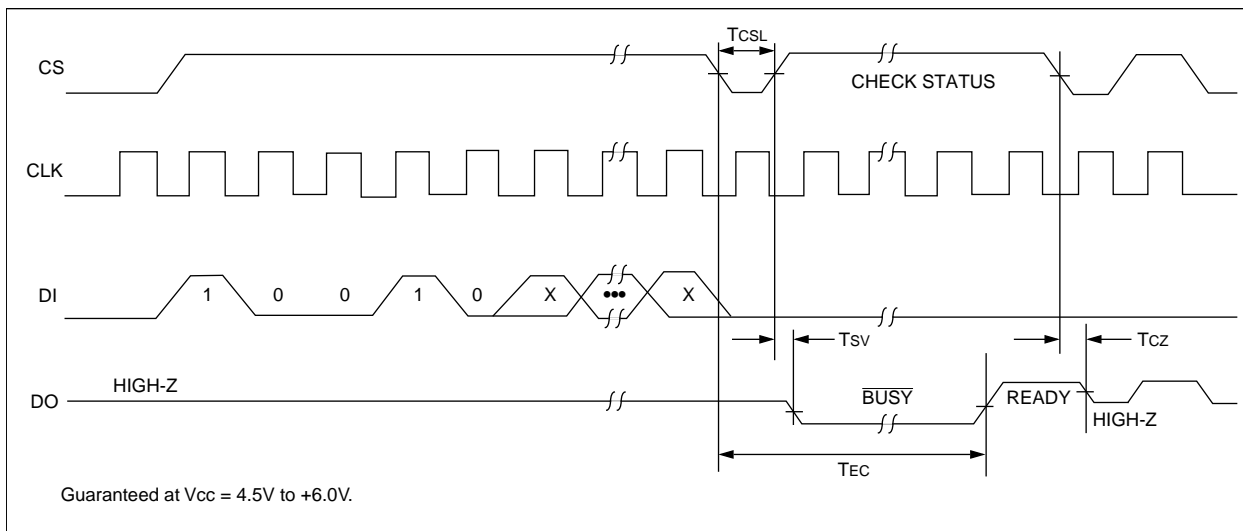 TCSL
CS
CHECK STATUS
CLK
DI
1 0 0 1 0 X ••• X
TSV
TCZ
HIGH-Z
DO
BUSY
READY
HIGH-Z
TEC
Guaranteed at Vcc = 4.5V to +6.0V.